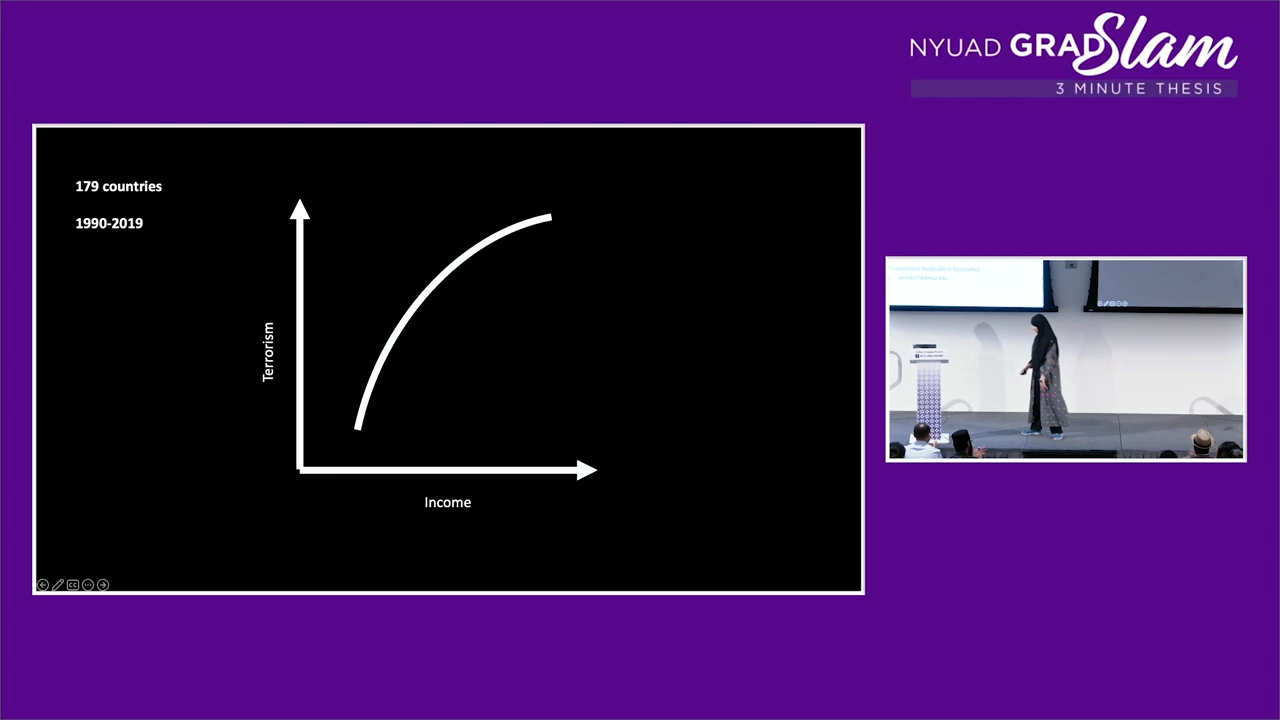 NYUAD GRAD Slam
3 MINUTE THESIS
179 countries
1990-2019
Terrorism
Income